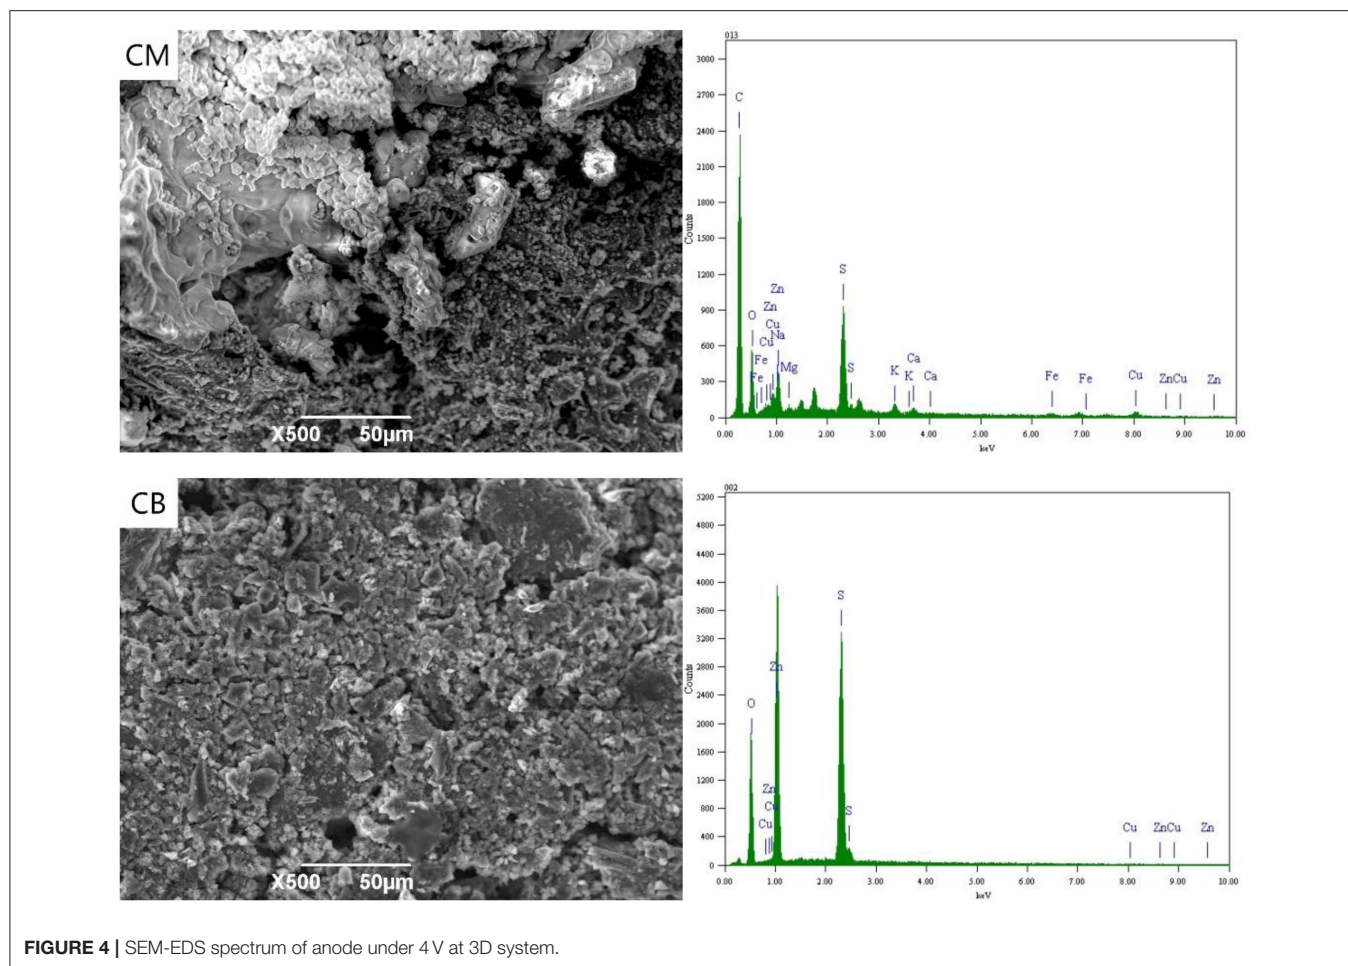 CM
X500 50µm
013
Counts
3000
2700
2400
2100
1800
1500
1200
900
600
300
0
C
O
Fe
Fe
Cu
Cu
Zn
Na
Zn
Mg
S
S
K
K
Ca
Ca
Fe
Fe
Cu
Zn
Cu
Zn
0.00 1.00 2.00 3.00 4.00 5.00 6.00 7.00 8.00 9.00 10.00
keV
CB
X500 50µm
002
Counts
5200
4800
4400
4000
3600
3200
2800
2400
2000
1600
1200
800
400
0
O
Cu
Zn
Zn
S
S
Cu
Zn
Cu
Zn
0.00 1.00 2.00 3.00 4.00 5.00 6.00 7.00 8.00 9.00 10.00
keV
FIGURE 4 | SEM-EDS spectrum of anode under 4 V at 3D system.